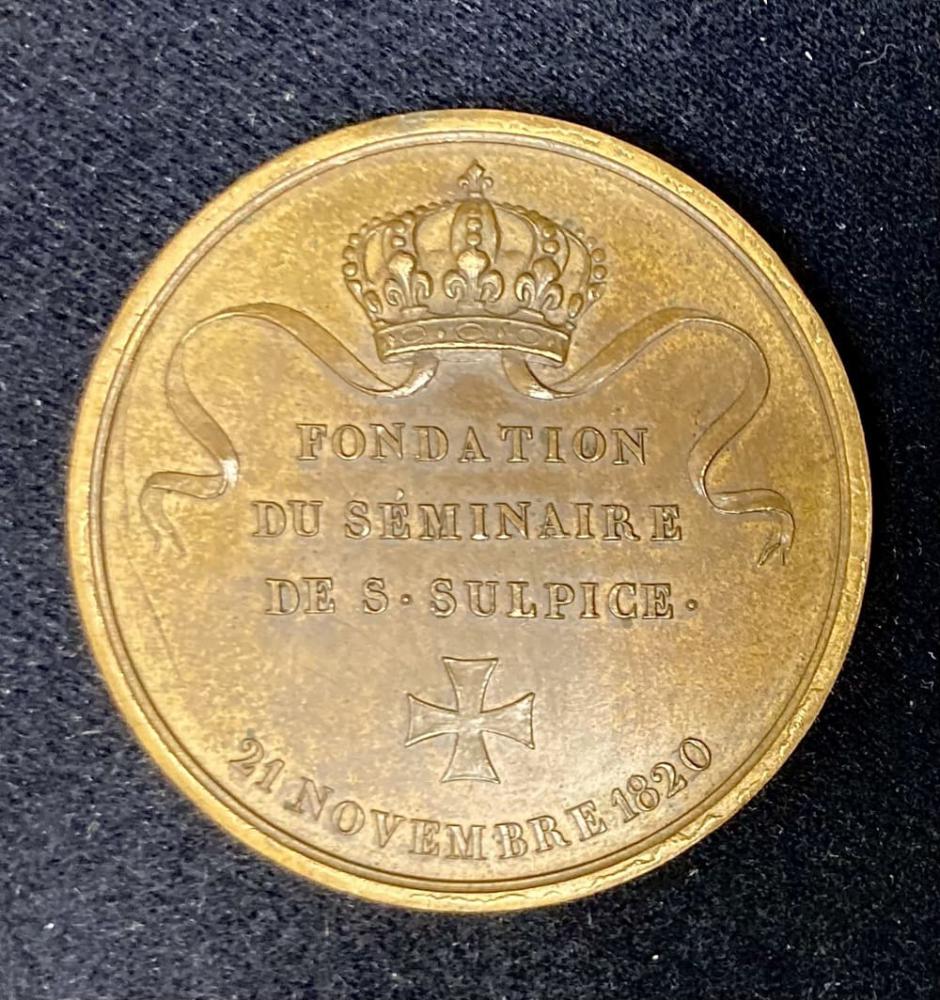 FONDATION
DU SÉMINAIRE
DE S · SULPICE ·
21 NOVEMBRE 1820